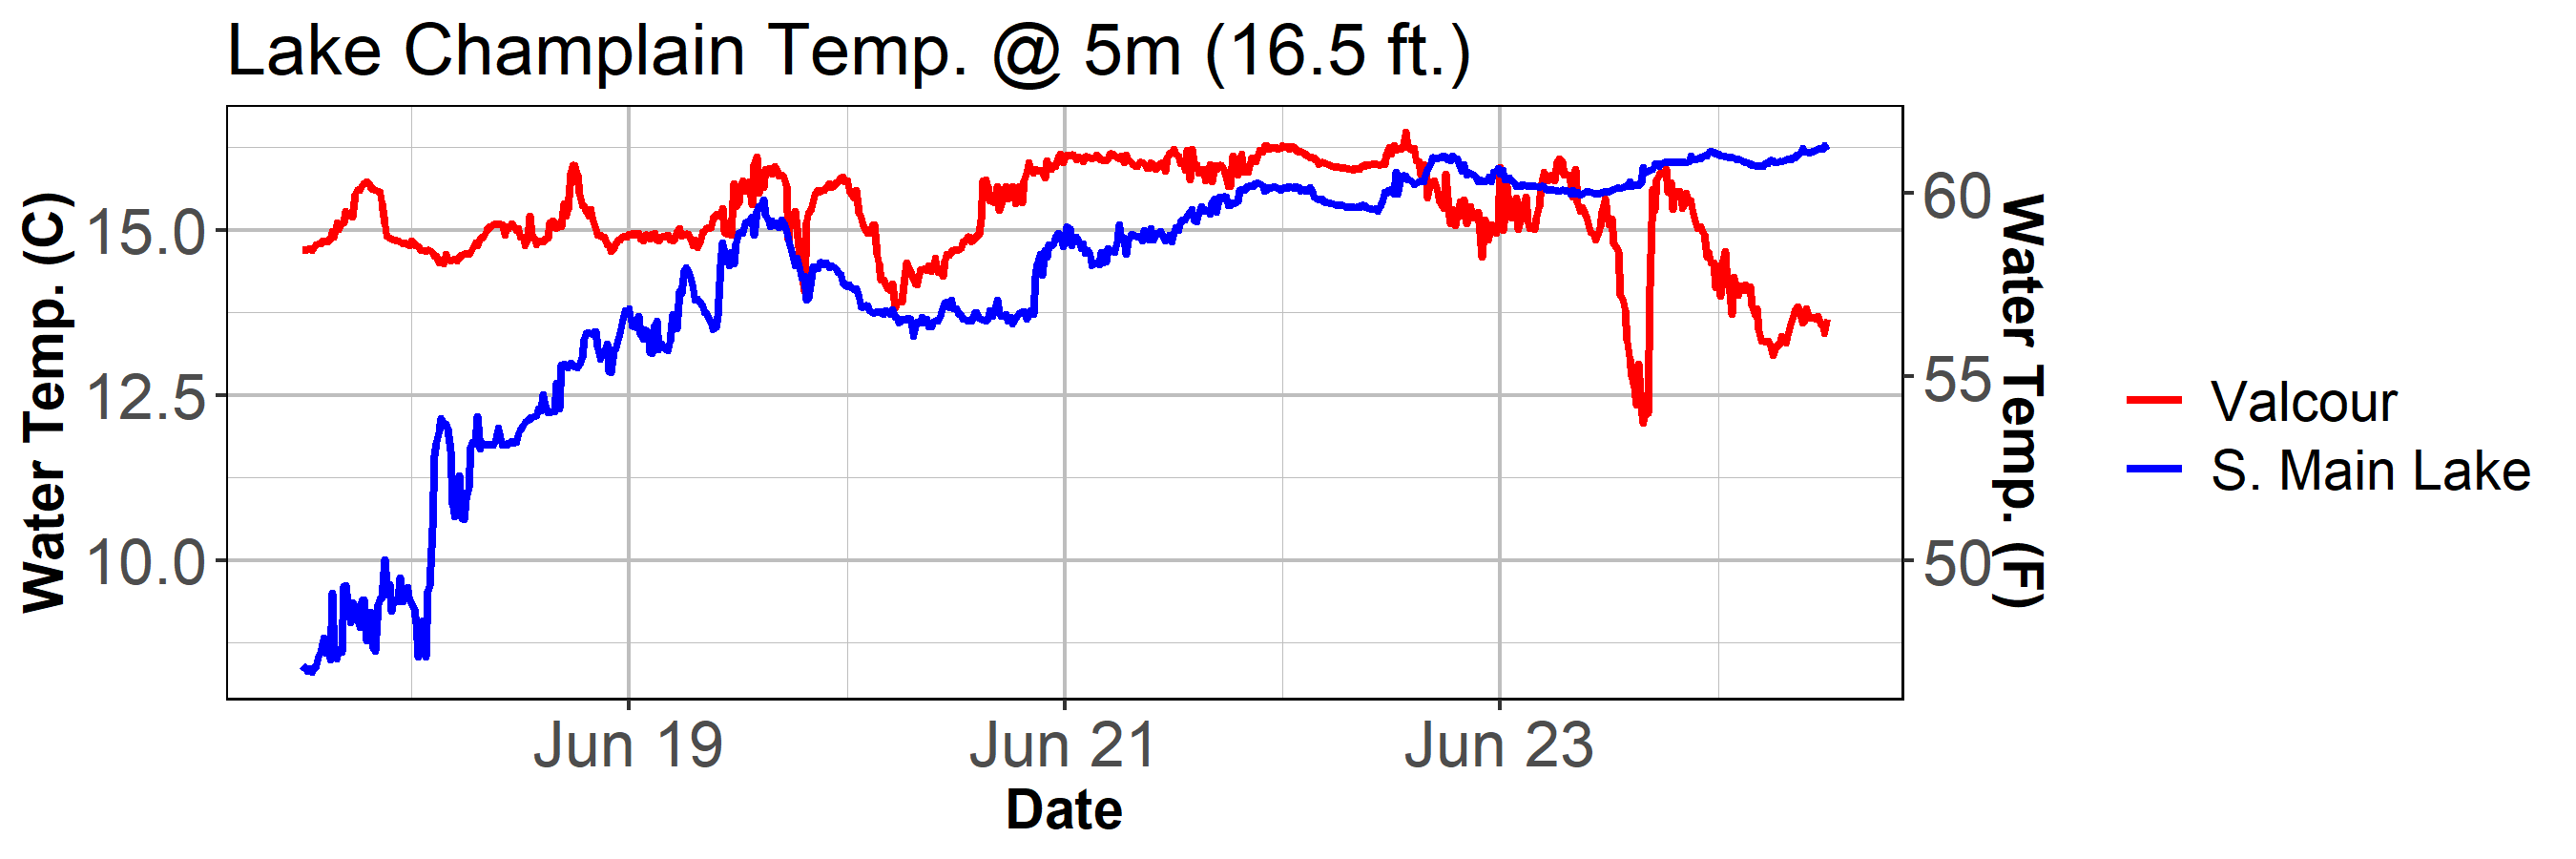 Lake Champlain Temp. @ 5m (16.5 ft.)
Water Temp. (C)
15.0
12.5
10.0
60
55
50
Water Temp. (F)
Jun 19
Jun 21
Jun 23
Date
Valcour
S. Main Lake